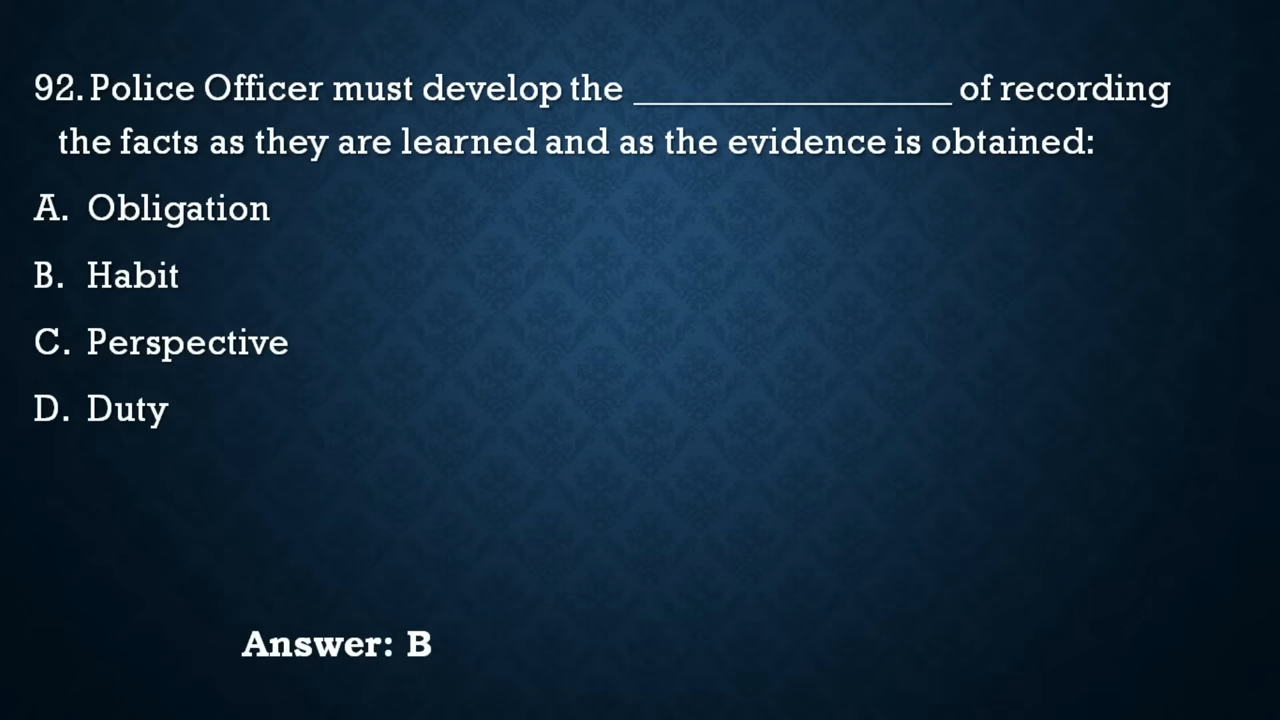 92. Police Officer must develop the _________________ of recording
the facts as they are learned and as the evidence is obtained:
A. Obligation
B. Habit
C. Perspective
D. Duty
Answer: B